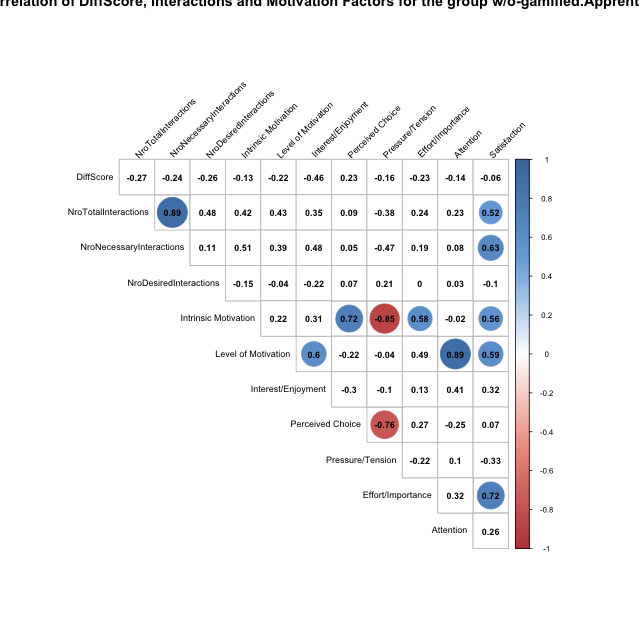 rrelation of DiffScore, Interactions and Motivation Factors for the group w/o-gamified.Apprent
NroTotalInteractions
NroNecessaryInteractions
NroDesiredInteractions
Intrinsic Motivation
Level of Motivation
Interest/Enjoyment
Perceived Choice
Pressure/Tension
Effort/Importance
Attention
Satisfaction
DiffScore -0.27 -0.24 -0.26 -0.13 -0.22 -0.46 0.23 -0.16 -0.23 -0.14 -0.06
NroTotalInteractions 0.89 0.48 0.42 0.43 0.35 0.09 -0.38 0.24 0.23 0.52
NroNecessaryInteractions 0.11 0.51 0.39 0.48 0.05 -0.47 0.19 0.08 0.63
NroDesiredInteractions -0.15 -0.04 -0.22 0.07 0.21 0 0.03 -0.1
Intrinsic Motivation 0.22 0.31 0.72 -0.85 0.58 -0.02 0.56
Level of Motivation 0.6 -0.22 -0.04 0.49 0.89 0.59
Interest/Enjoyment -0.3 -0.1 0.13 0.41 0.32
Perceived Choice -0.76 0.27 -0.25 0.07
Pressure/Tension -0.22 0.1 -0.33
Effort/Importance 0.32 0.72
Attention 0.26
1
0.8
0.6
0.4
0.2
0
-0.2
-0.4
-0.6
-0.8
-1